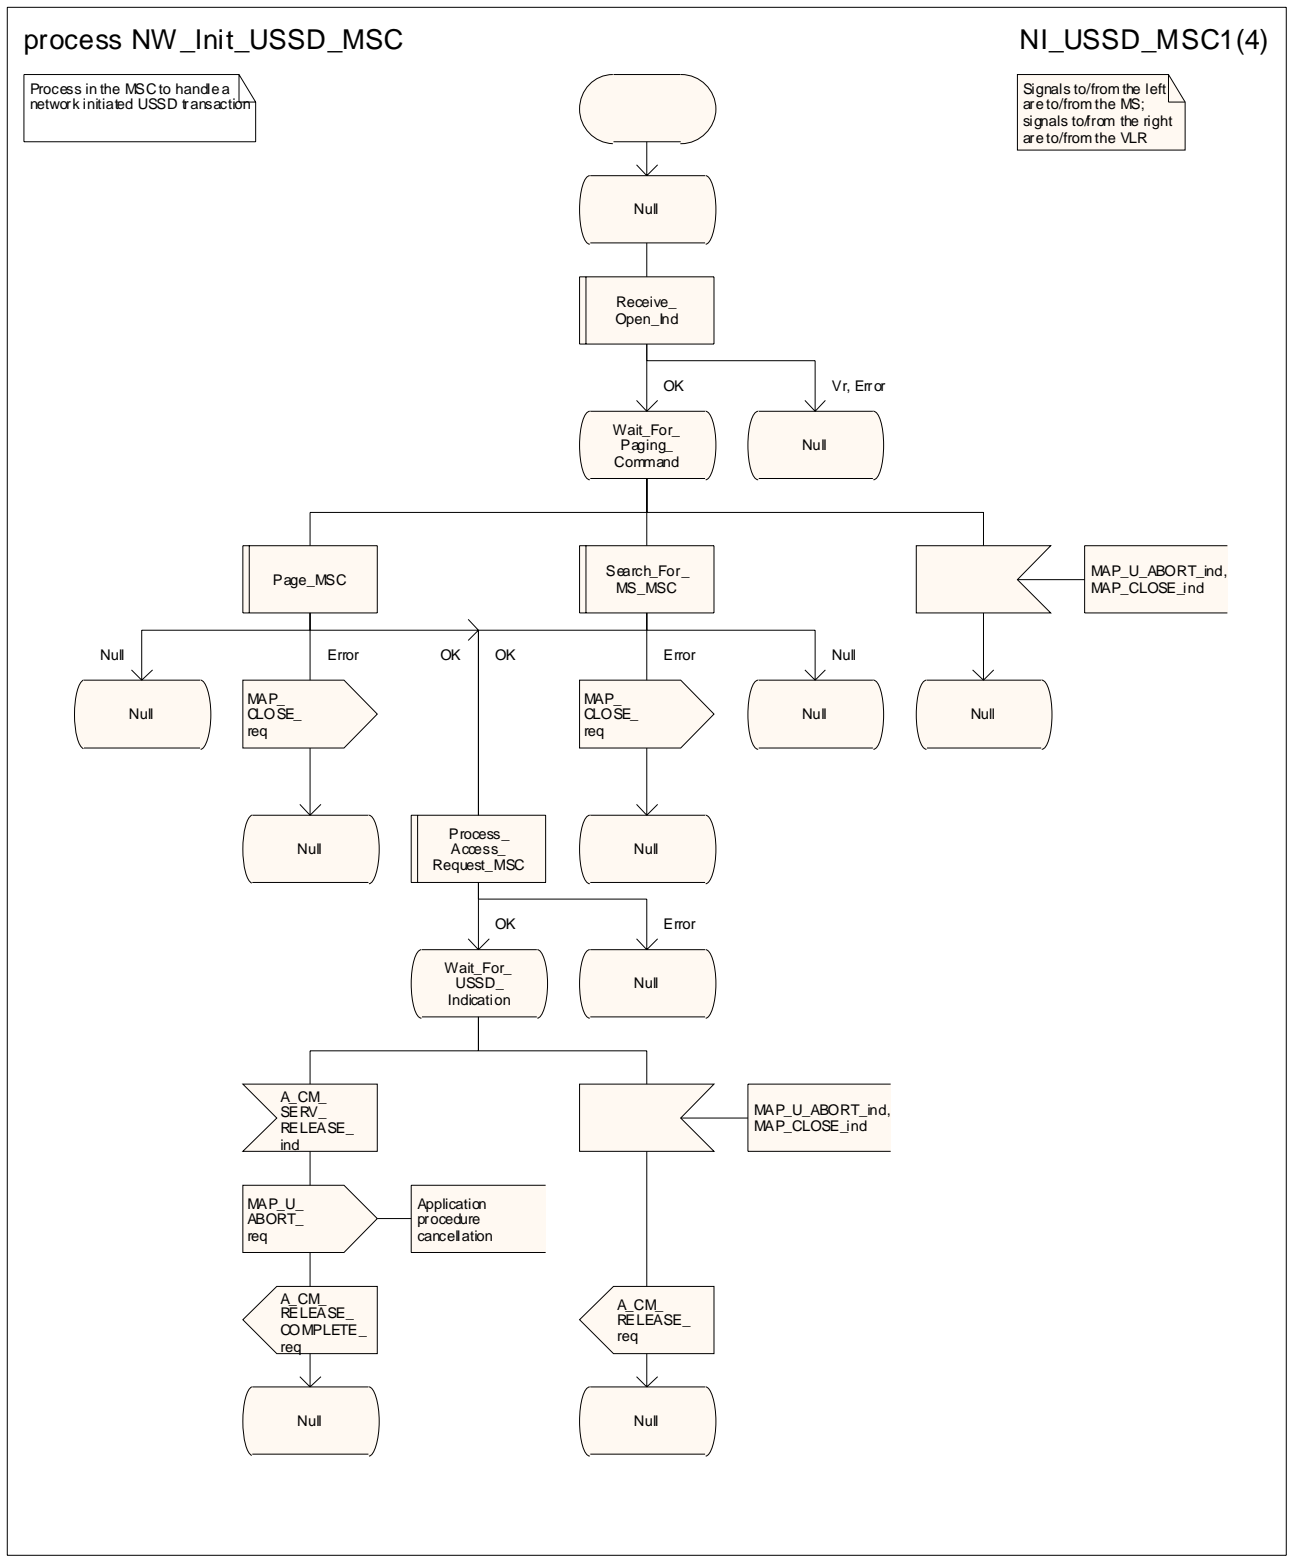 process NW_Init_USSD_MSC
NI_USSD_MSC1(4)
Process in the MSC to handle a
network initiated USSD transaction
Signals to/from the left
are to/from the MS;
signals to/from the right
are to/from the VLR
Null
Receive_
Open_Ind
OK
Vr, Error
Wait_For_
Paging_
Command
Null
Page_MSC
Search_For_
MS_MSC
MAP_U_ABORT_ind,
MAP_CLOSE_ind
Null
Error
OK
OK
Error
Null
Null
MAP_
CLOSE_
req
MAP_
CLOSE_
req
Null
Null
Null
Process_
Access_
Request_MSC
Null
OK
Error
Wait_For_
USSD_
Indication
Null
A_CM_
SERV_
RELEASE_
ind
MAP_U_ABORT_ind,
MAP_CLOSE_ind
MAP_U_
ABORT_
req
Application
procedure
cancellation
A_CM_
RELEASE_
COMPLETE_
req
A_CM_
RELEASE_
req
Null
Null